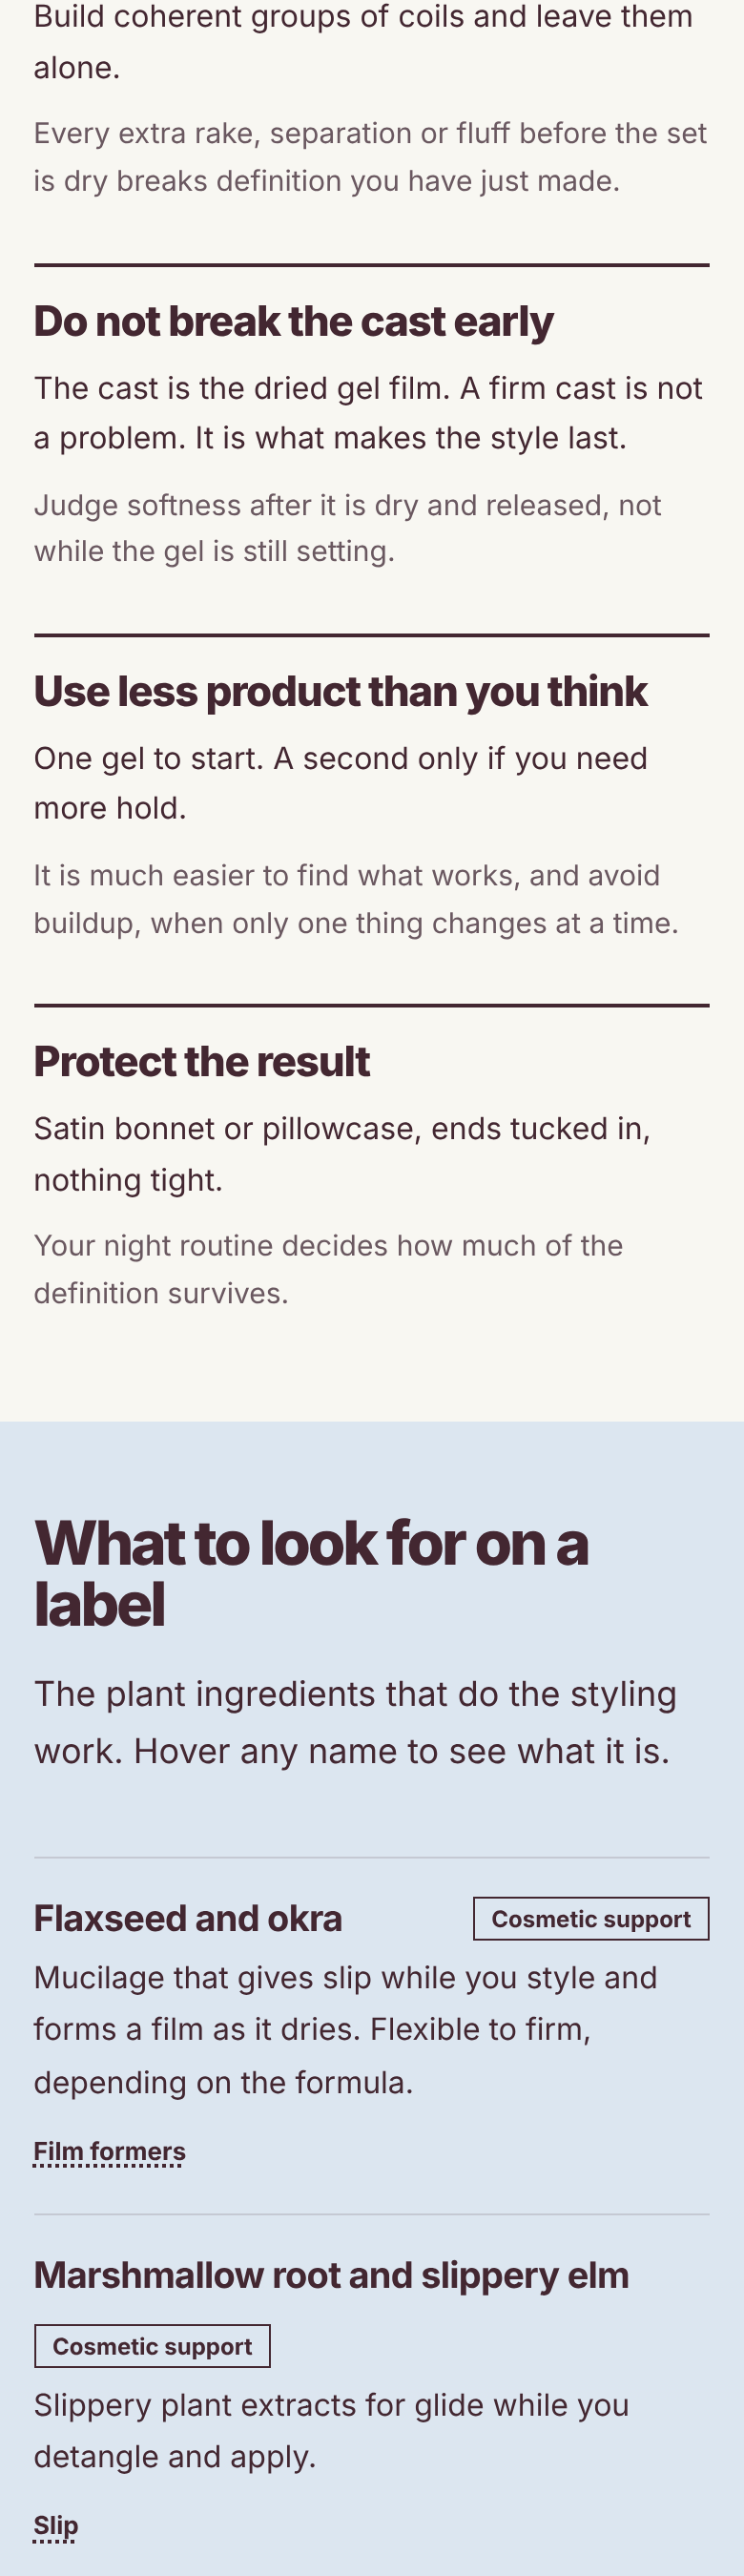 Build coherent groups of coils and leave them
alone.
Every extra rake, separation or fluff before the set
is dry breaks definition you have just made.
Do not break the cast early
The cast is the dried gel film. A firm cast is not
a problem. It is what makes the style last.
Judge softness after it is dry and released, not
while the gel is still setting.
Use less product than you think
One gel to start. A second only if you need
more hold.
It is much easier to find what works, and avoid
buildup, when only one thing changes at a time.
Protect the result
Satin bonnet or pillowcase, ends tucked in,
nothing tight.
Your night routine decides how much of the
definition survives.
What to look for on a
label
The plant ingredients that do the styling
work. Hover any name to see what it is.
Flaxseed and okra
Cosmetic support
Mucilage that gives slip while you style and
forms a film as it dries. Flexible to firm,
depending on the formula.
Film formers
Marshmallow root and slippery elm
Cosmetic support
Slippery plant extracts for glide while you
detangle and apply.
Slip